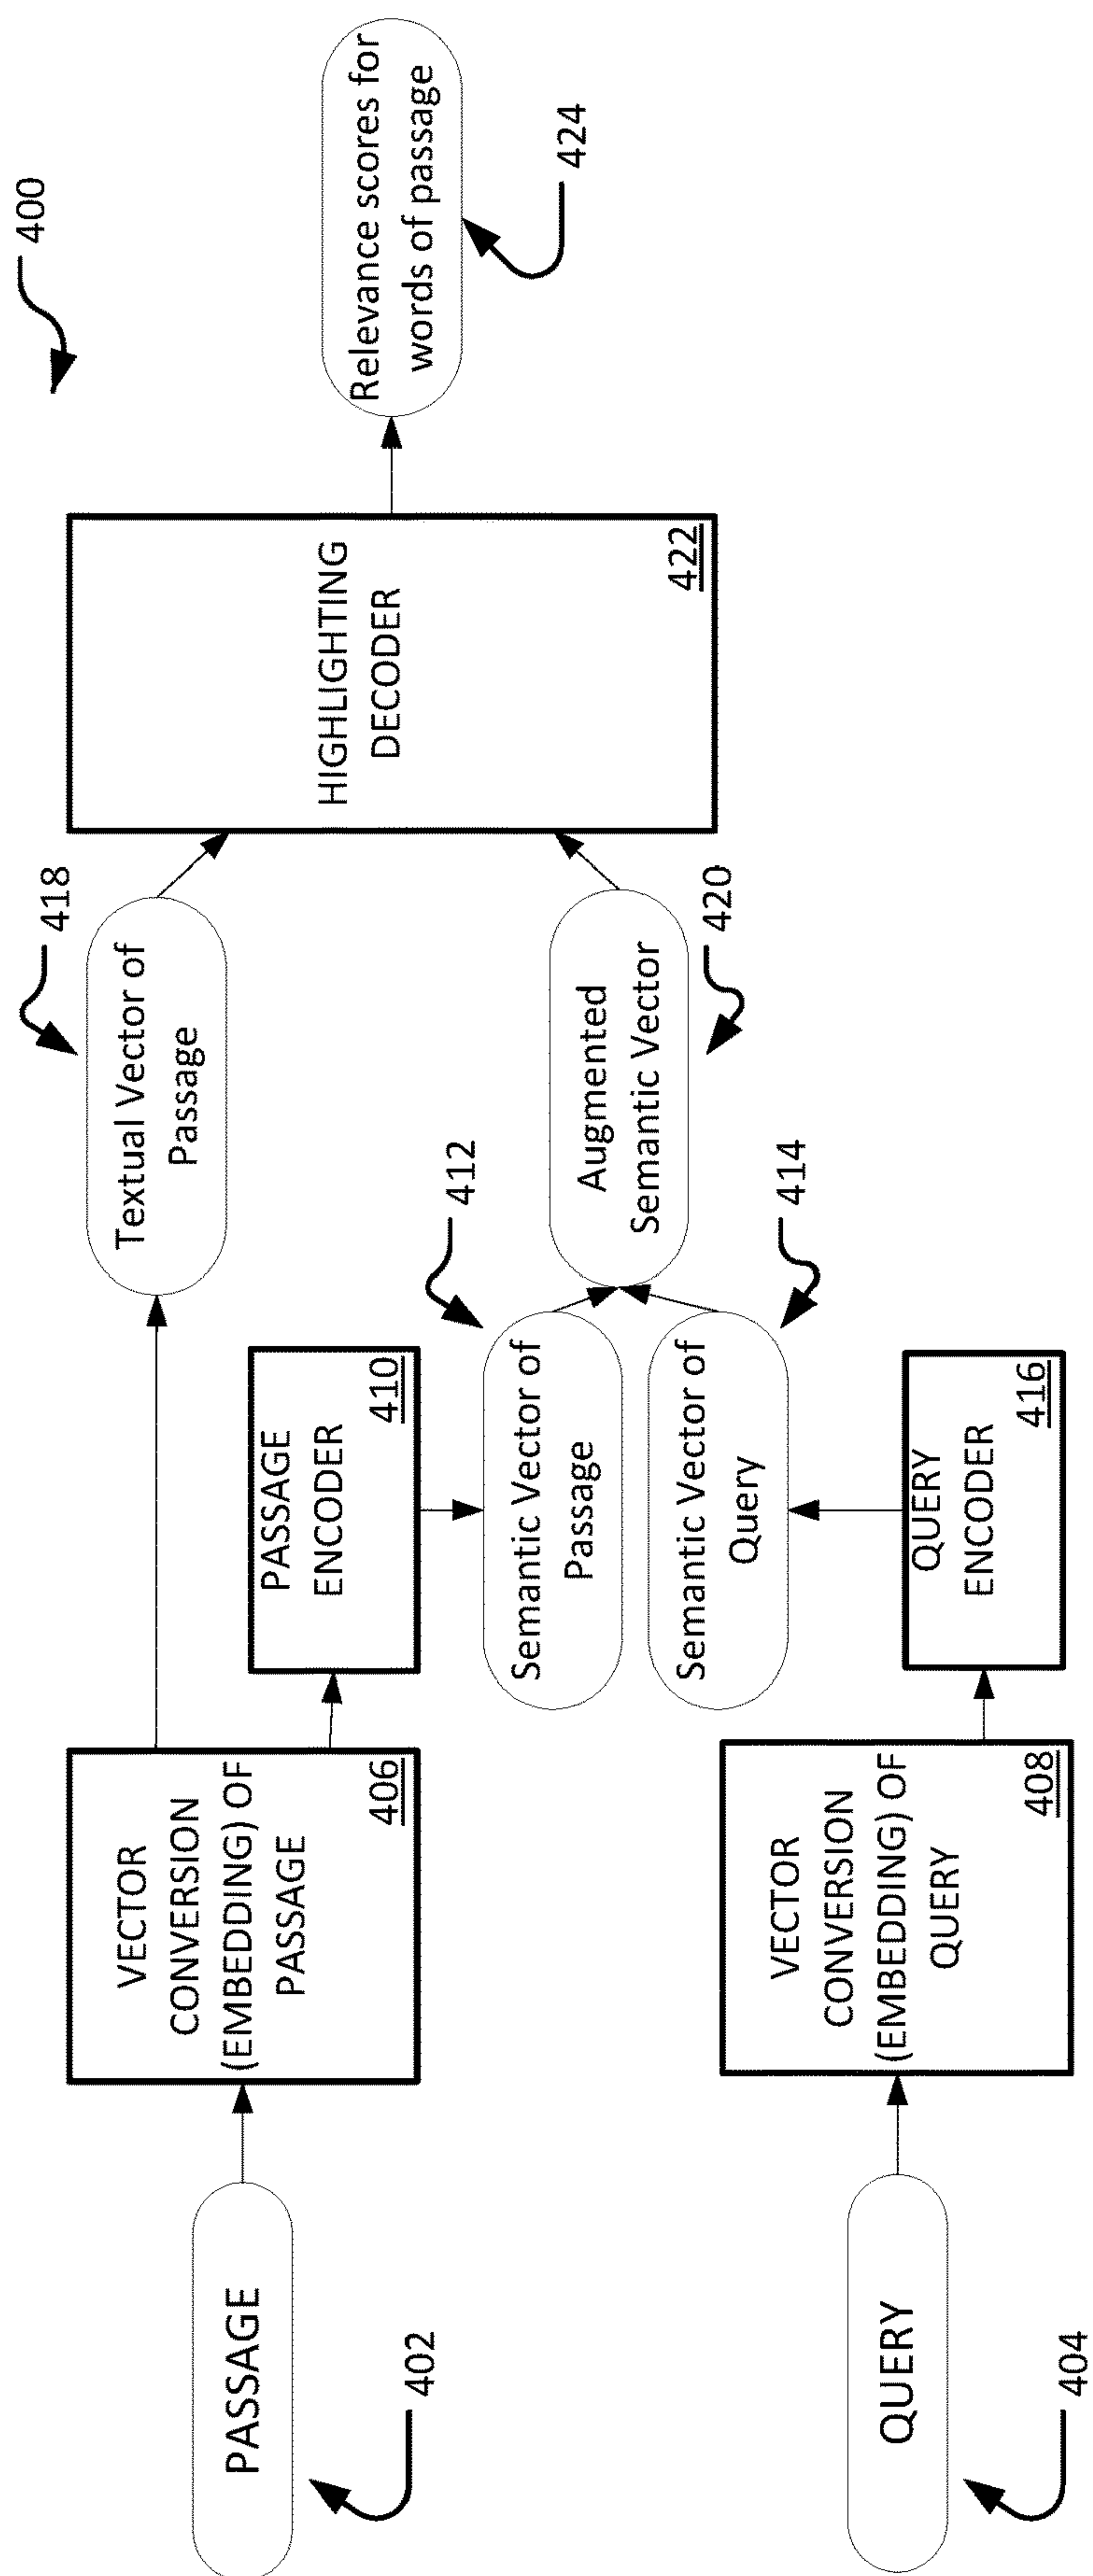 400
PASSAGE
402
VECTOR
CONVERSION
(EMBEDDING) OF
PASSAGE
406
PASSAGE
ENCODER
410
Textual Vector of
Passage
418
Semantic Vector of
Passage
412
Semantic Vector of
Query
414
Augmented
Semantic Vector
420
HIGHLIGHTING
DECODER
422
Relevance scores for
words of passage
424
QUERY
404
VECTOR
CONVERSION
(EMBEDDING) OF
QUERY
408
QUERY
ENCODER
416